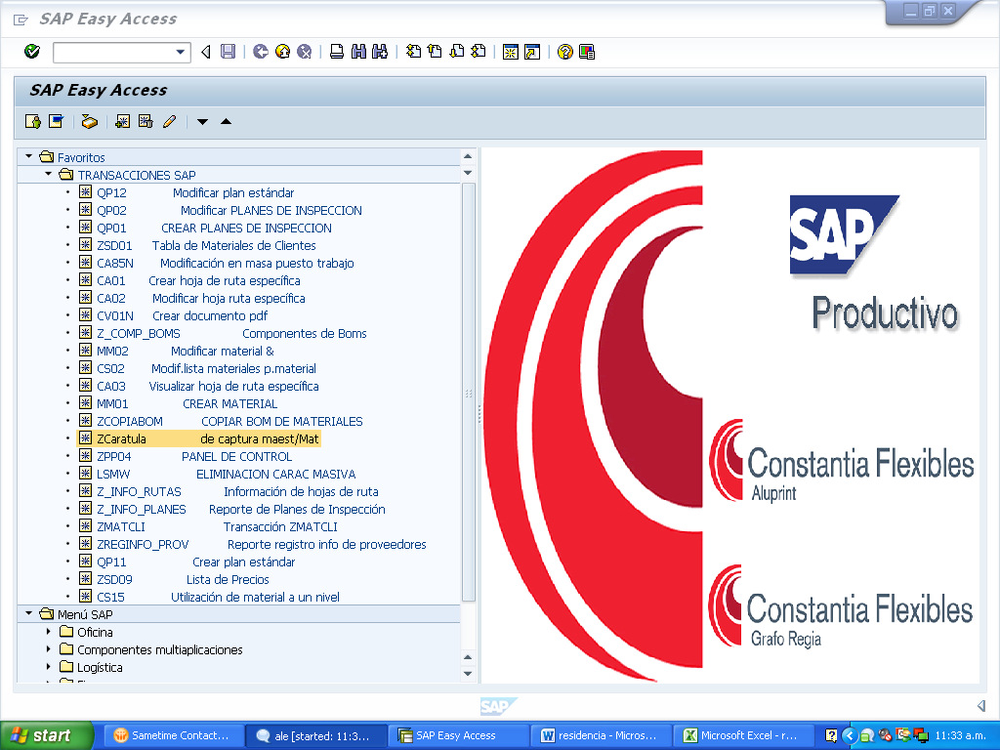 SAP Easy Access
SAP Easy Access
Favoritos
TRANSACCIONES SAP
QP12 Modificar plan estándar
QP02 Modificar PLANES DE INSPECCION
QP01 CREAR PLANES DE INSPECCION
ZSD01 Tabla de Materiales de Clientes
CA85N Modificación en masa puesto trabajo
CA01 Crear hoja de ruta específica
CA02 Modificar hoja ruta específica
CV01N Crear documento pdf
Z_COMP_BOMS Componentes de Boms
MM02 Modificar material &
CS02 Modif.lista materiales p.material
CA03 Visualizar hoja de ruta específica
MM01 CREAR MATERIAL
ZCOPIABOM COPIAR BOM DE MATERIALES
ZCaratula de captura maest/Mat
ZPP04 PANEL DE CONTROL
LSMW ELIMINACION CARAC MASIVA
Z_INFO_RUTAS Información de hojas de ruta
Z_INFO_PLANES Reporte de Planes de Inspección
ZMATCLI Transacción ZMATCLI
ZREGINFO_PROV Reporte registro info de proveedores
QP11 Crear plan estándar
ZSD09 Lista de Precios
CS15 Utilización de material a un nivel
Menú SAP
Oficina
Componentes multiaplicaciones
Logística
SAP
Productivo
Constantia Flexibles
Aluprint
Constantia Flexibles
Grafo Regia
SAP
start
Sametime Contact...
ale [started: 11:3...
SAP Easy Access
residencia - Micros...
Microsoft Excel - r...
11:33 a.m.